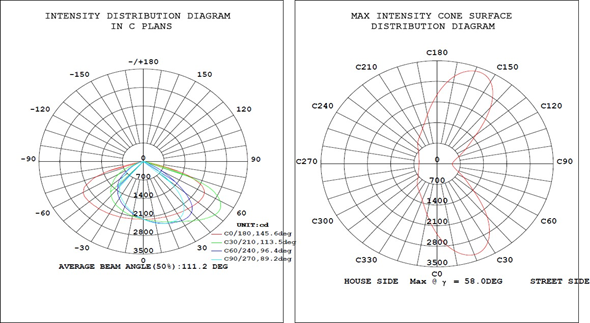 INTENSITY DISTRIBUTION DIAGRAM
IN C PLANS
-/+180
-150
150
-120
120
-90
90
-60
60
-30
30
0
0
700
1400
2100
2800
3500
UNIT:cd
C0/180,145.6deg
C30/210,113.5deg
C60/240,96.4deg
C90/270,89.2deg
AVERAGE BEAM ANGLE(50%):111.2 DEG
MAX INTENSITY CONE SURFACE
DISTRIBUTION DIAGRAM
C180
C210
C150
C240
C120
C270
C90
C300
C60
C330
C30
C0
0
700
1400
2100
2800
3500
HOUSE SIDE Max @ γ = 58.0DEG STREET SIDE